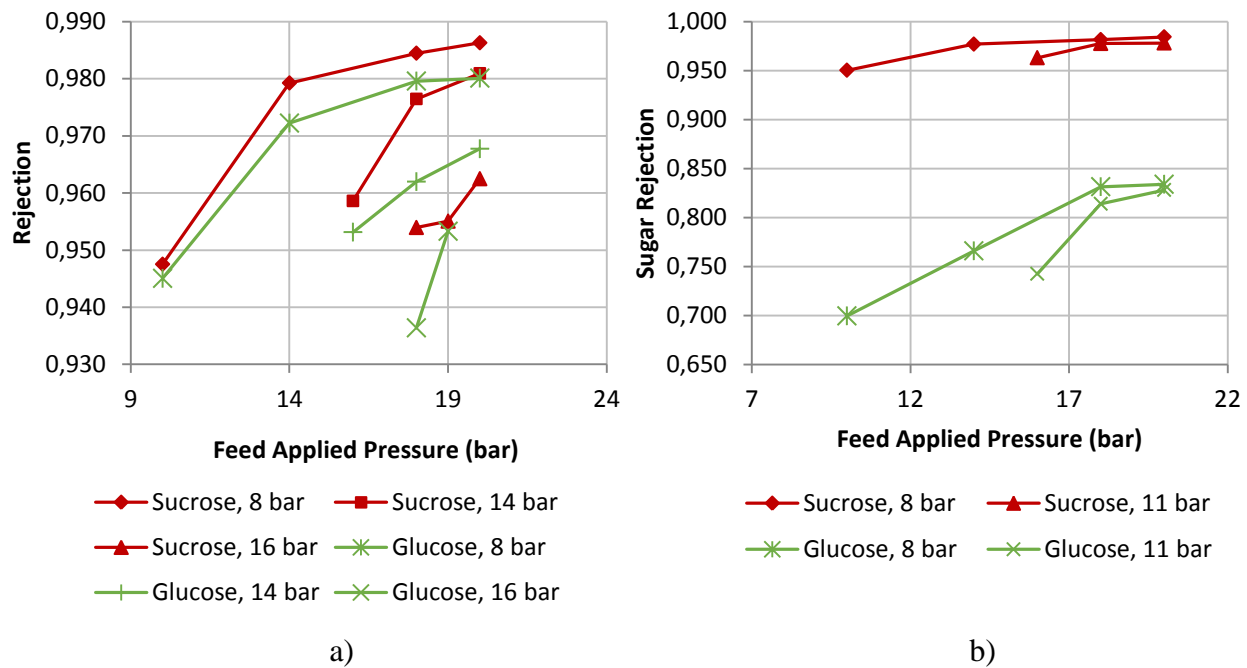 0,990
0,980
0,970
0,960
0,950
0,940
0,930
Rejection
9 14 19 24
Feed Applied Pressure (bar)
Sucrose, 8 bar Sucrose, 14 bar
Sucrose, 16 bar Glucose, 8 bar
Glucose, 14 bar Glucose, 16 bar
a)
1,000
0,950
0,900
0,850
0,800
0,750
0,700
0,650
Sugar Rejection
7 12 17 22
Feed Applied Pressure (bar)
Sucrose, 8 bar Sucrose, 11 bar
Glucose, 8 bar Glucose, 11 bar
b)